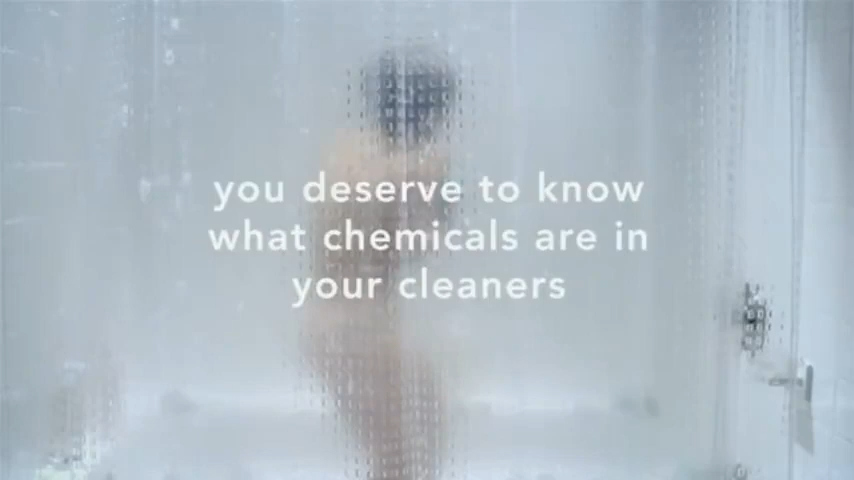 you deserve to know
what chemicals are in
your cleaners